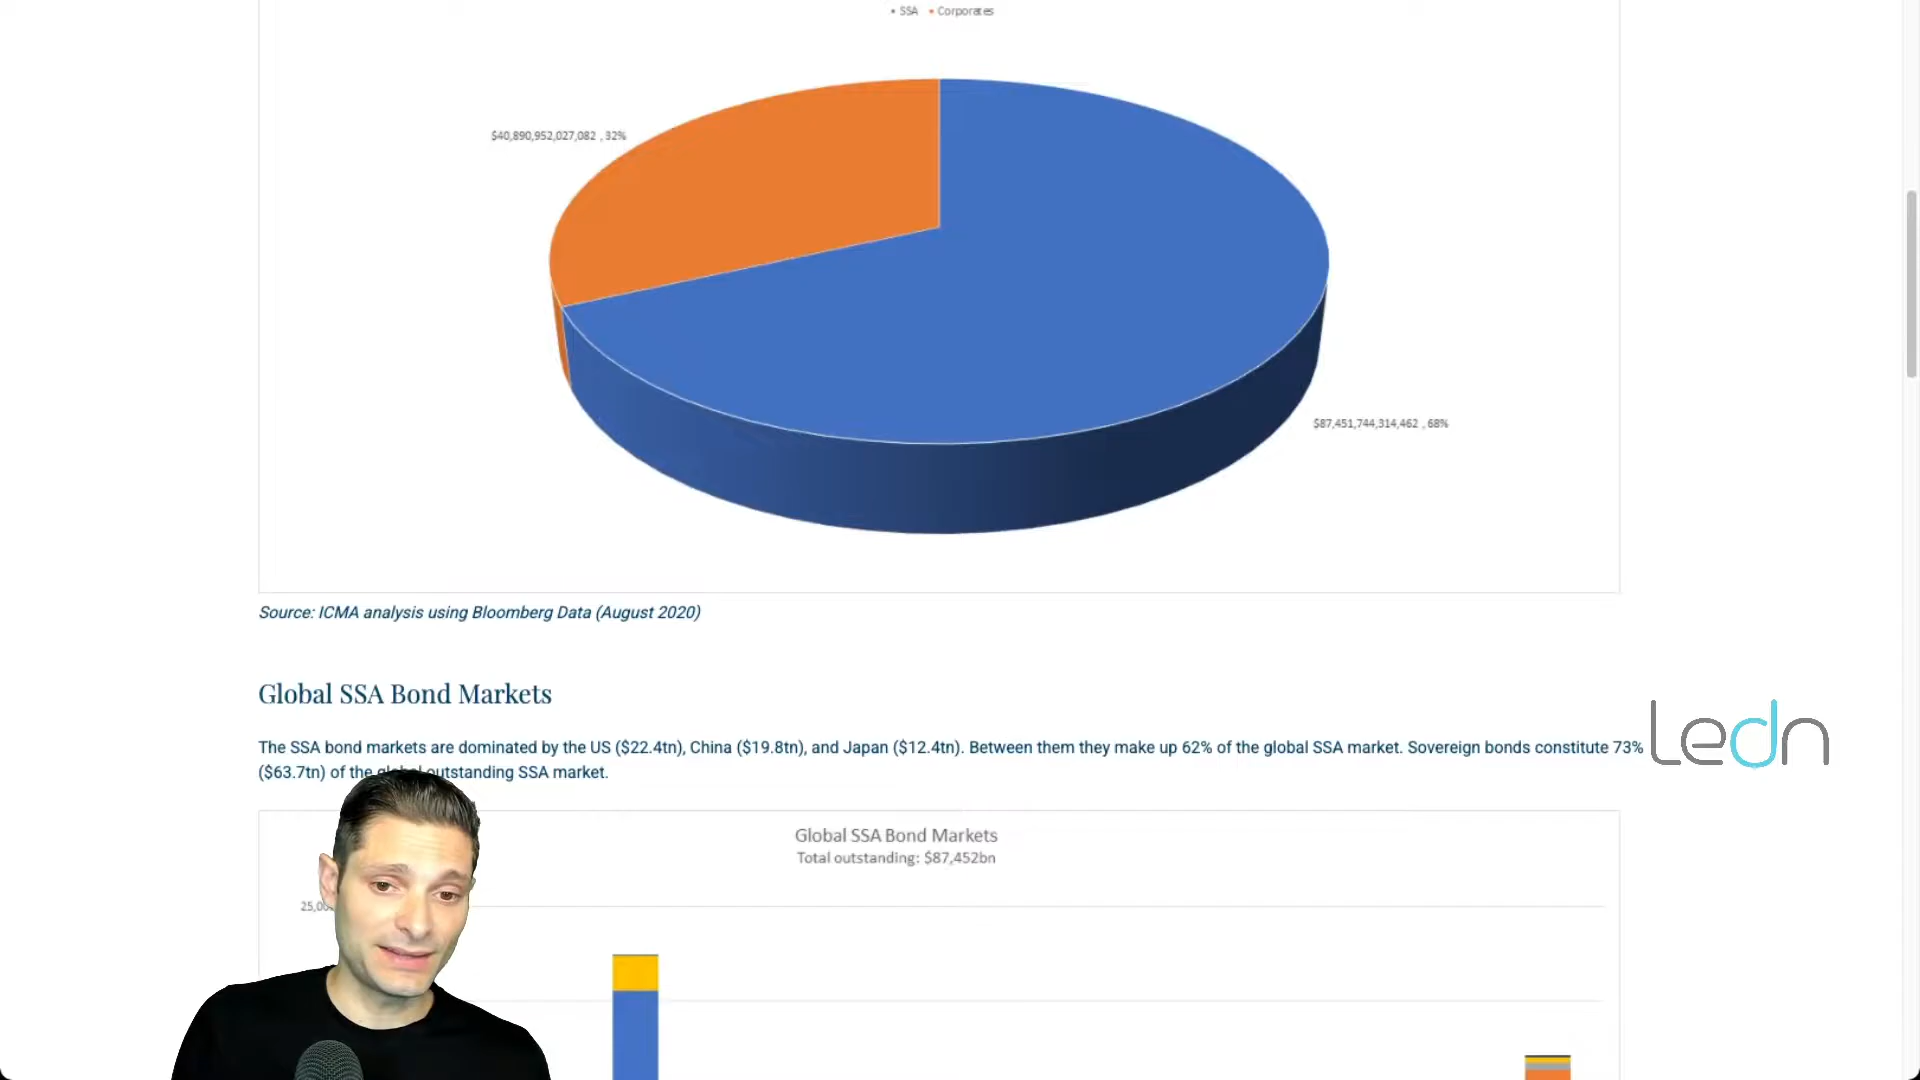 • SSA • Corporates
$40,890,952,027,082 , 32%
$87,451,744,314,462 , 68%
Source: ICMA analysis using Bloomberg Data (August 2020)
Global SSA Bond Markets
The SSA bond markets are dominated by the US ($22.4tn), China ($19.8tn), and Japan ($12.4tn). Between them they make up 62% of the global SSA market. Sovereign bonds constitute 73%
($63.7tn) of the global outstanding SSA market.
ledn
Global SSA Bond Markets
Total outstanding: $87,452bn